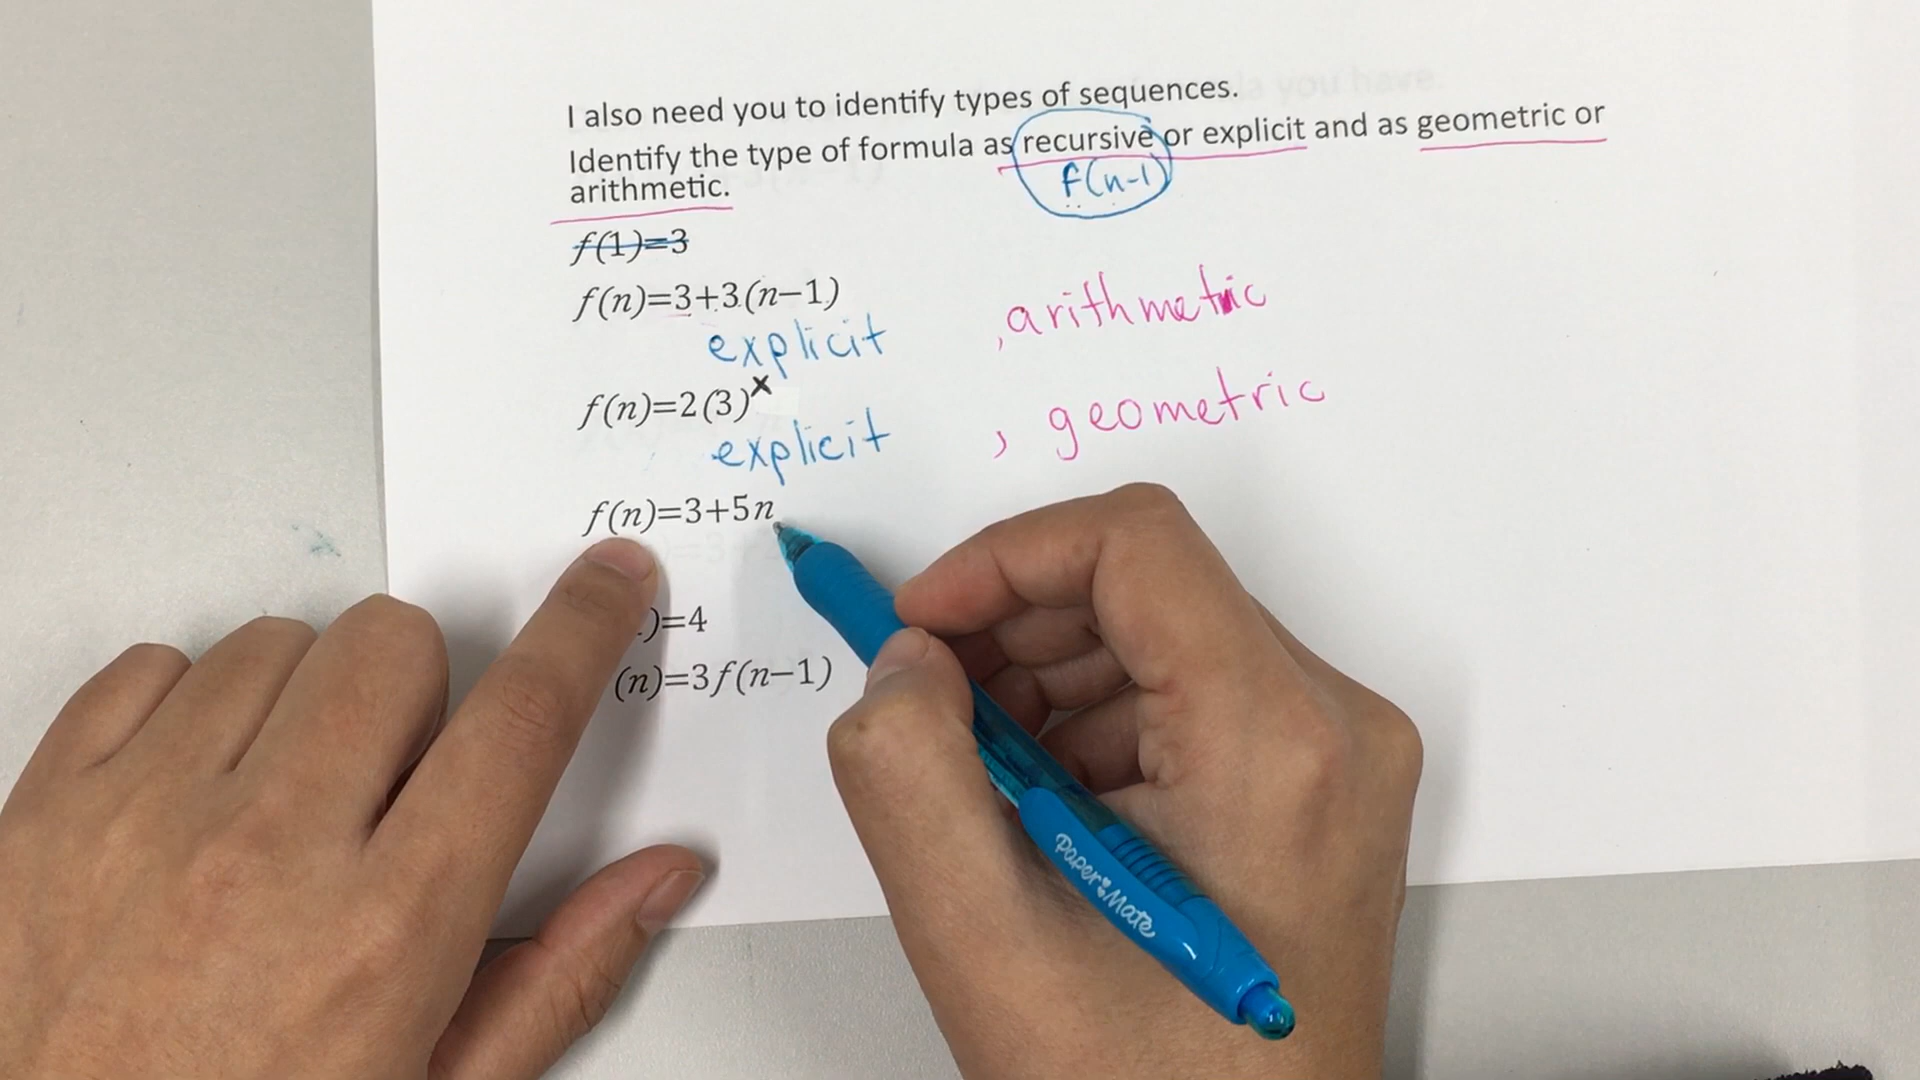 I also need you to identify types of sequences.
Identify the type of formula as recursive or explicit and as geometric or
arithmetic.
f(n-1)
f(1)=3
f(n)=3+3(n−1)
explicit , arithmetic
f(n)=2(3)^x
explicit , geometric
f(n)=3+5n
)=4
(n)=3f(n−1)
Paper Mate